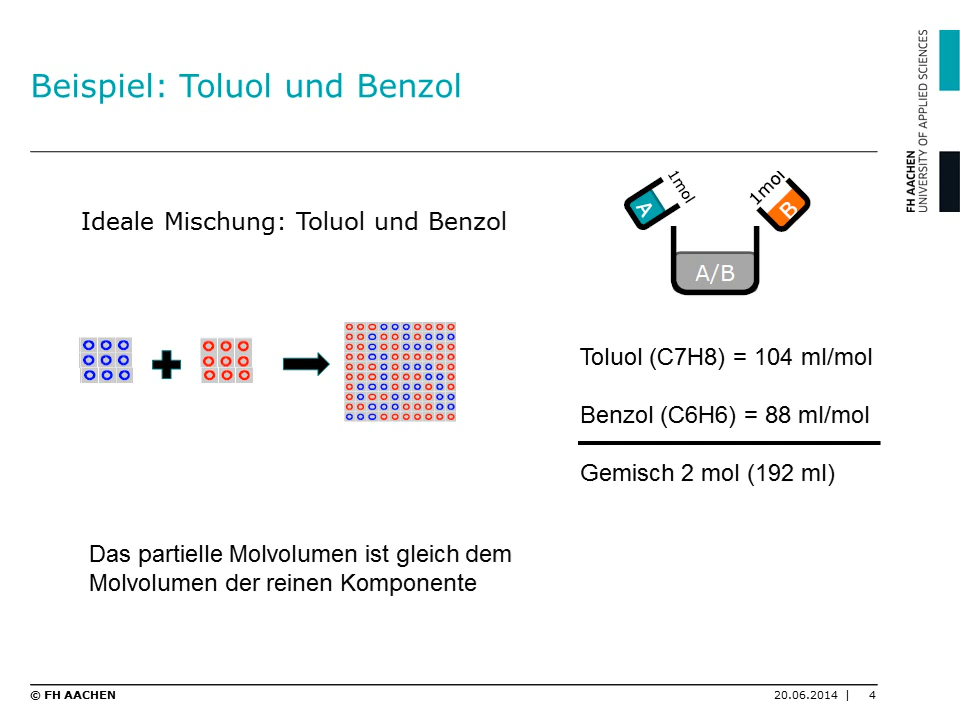 Beispiel: Toluol und Benzol
FH AACHEN
UNIVERSITY OF APPLIED SCIENCES
Ideale Mischung: Toluol und Benzol
1mol
1mol
A
B
A/B
Toluol (C7H8) = 104 ml/mol
Benzol (C6H6) = 88 ml/mol
Gemisch 2 mol (192 ml)
Das partielle Molvolumen ist gleich dem
Molvolumen der reinen Komponente
© FH AACHEN
20.06.2014 | 4